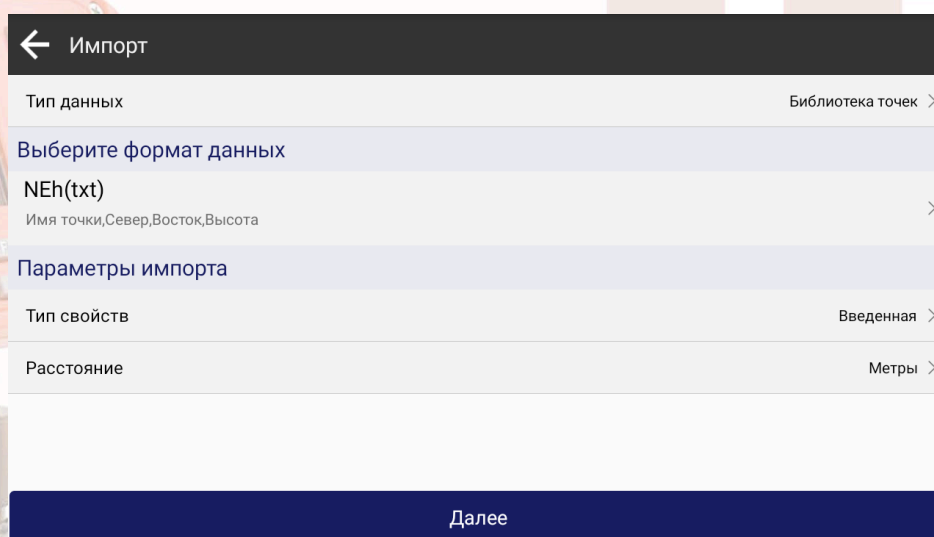 Импорт
Тип данных Библиотека точек
Выберите формат данных
NEh(txt)
Имя точки,Север,Восток,Высота
Параметры импорта
Тип свойств Введенная
Расстояние Метры
Далее